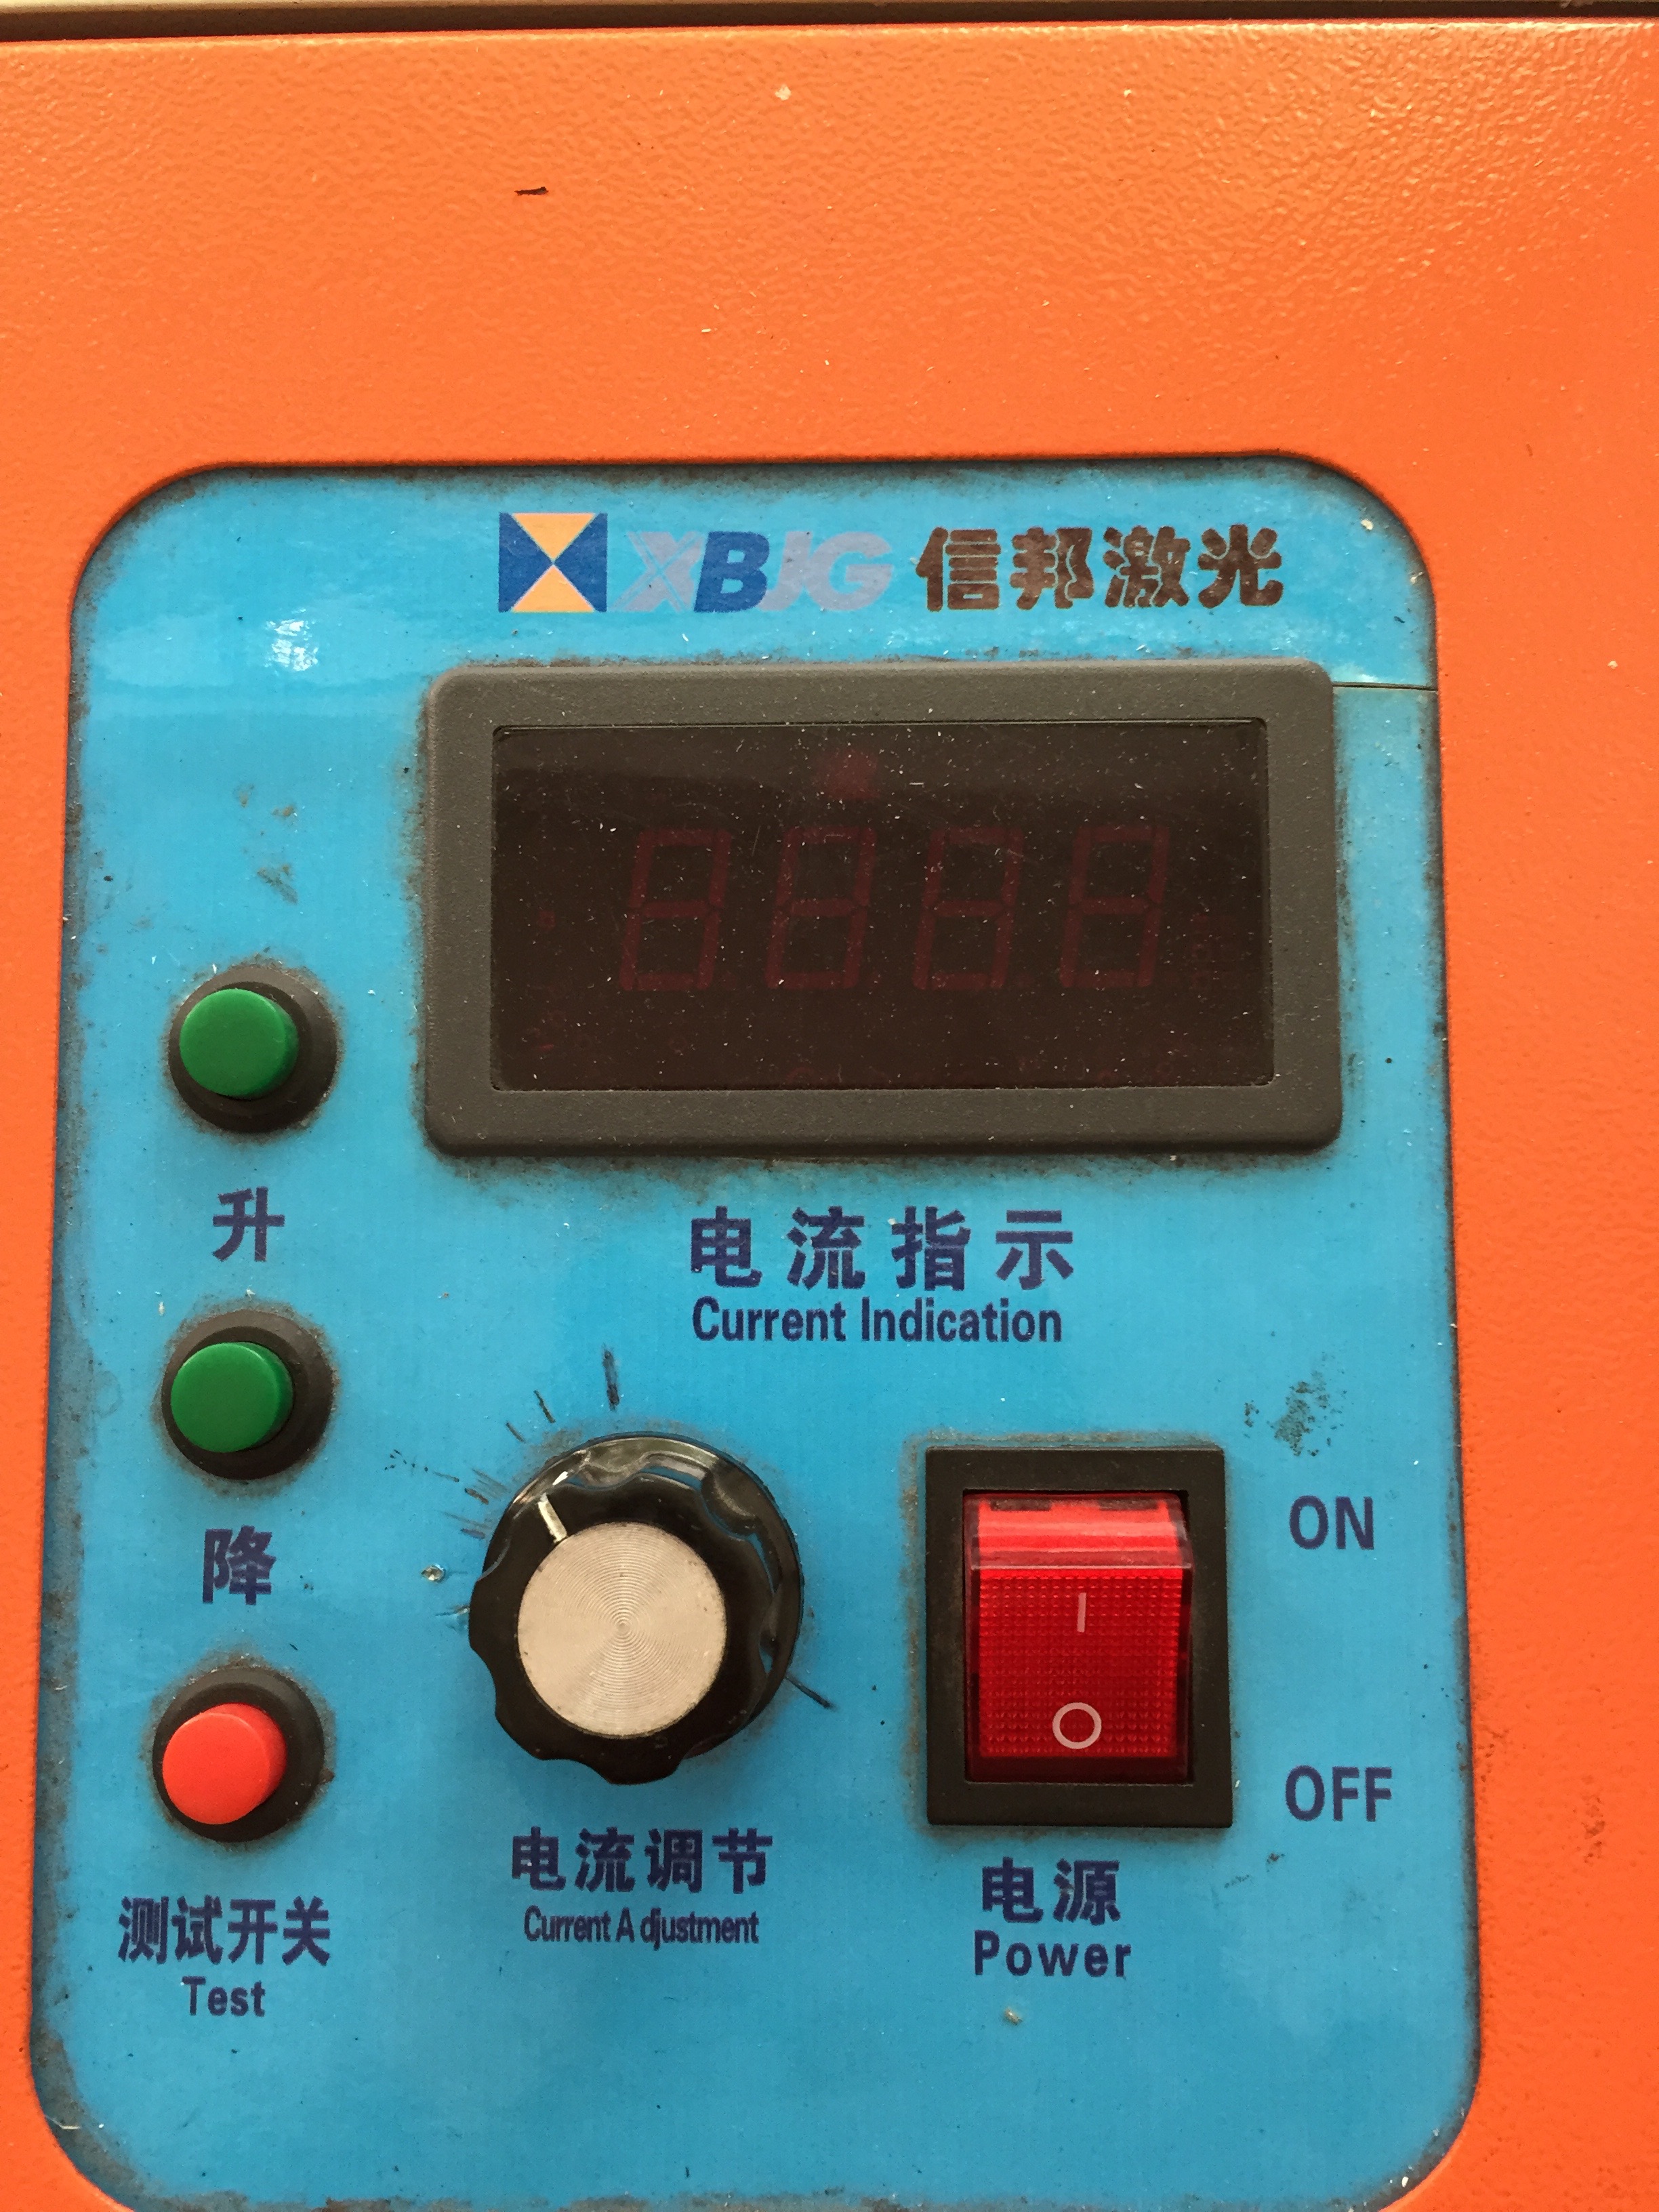 XBJG 信邦激光
升
电流指示
Current Indication
降
ON
OFF
电流调节
Current A djustment
电源
Power
测试开关
Test